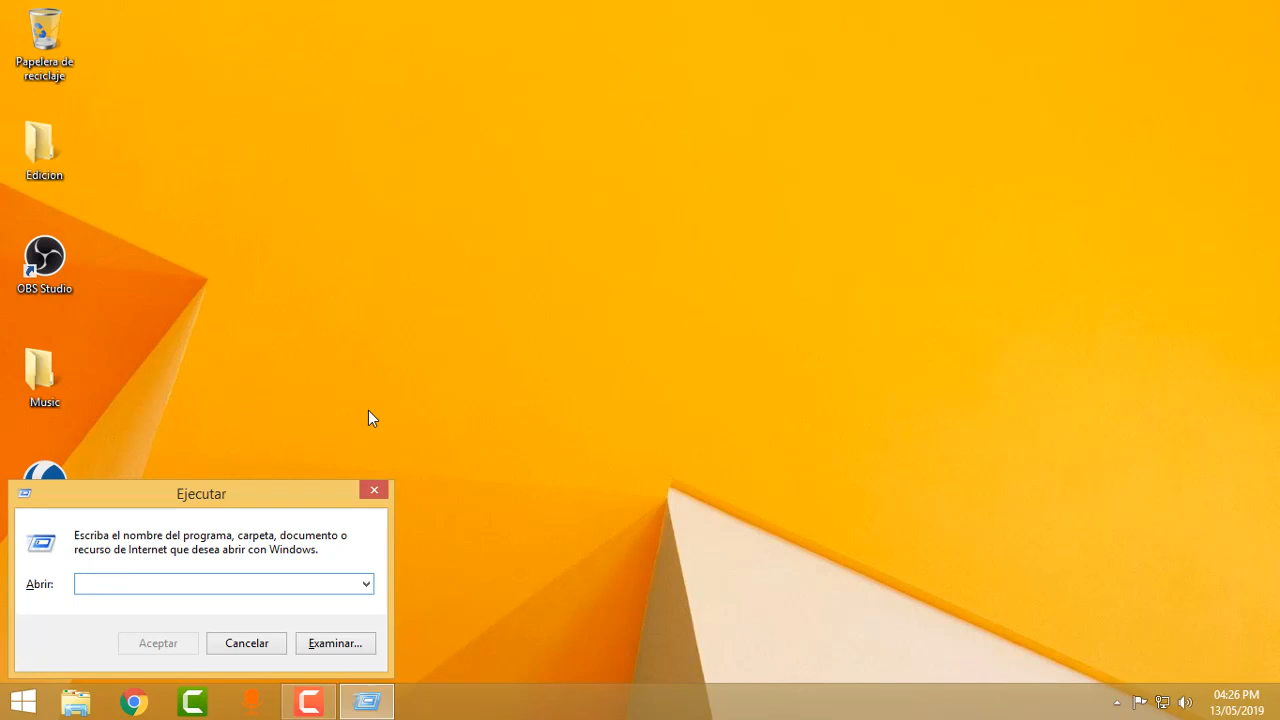 Papelera de
reciclaje
Edicion
OBS Studio
Music
Ejecutar
Escriba el nombre del programa, carpeta, documento o
recurso de Internet que desea abrir con Windows.
Abrir:
Aceptar
Cancelar
Examinar...
04:26 PM
13/05/2019